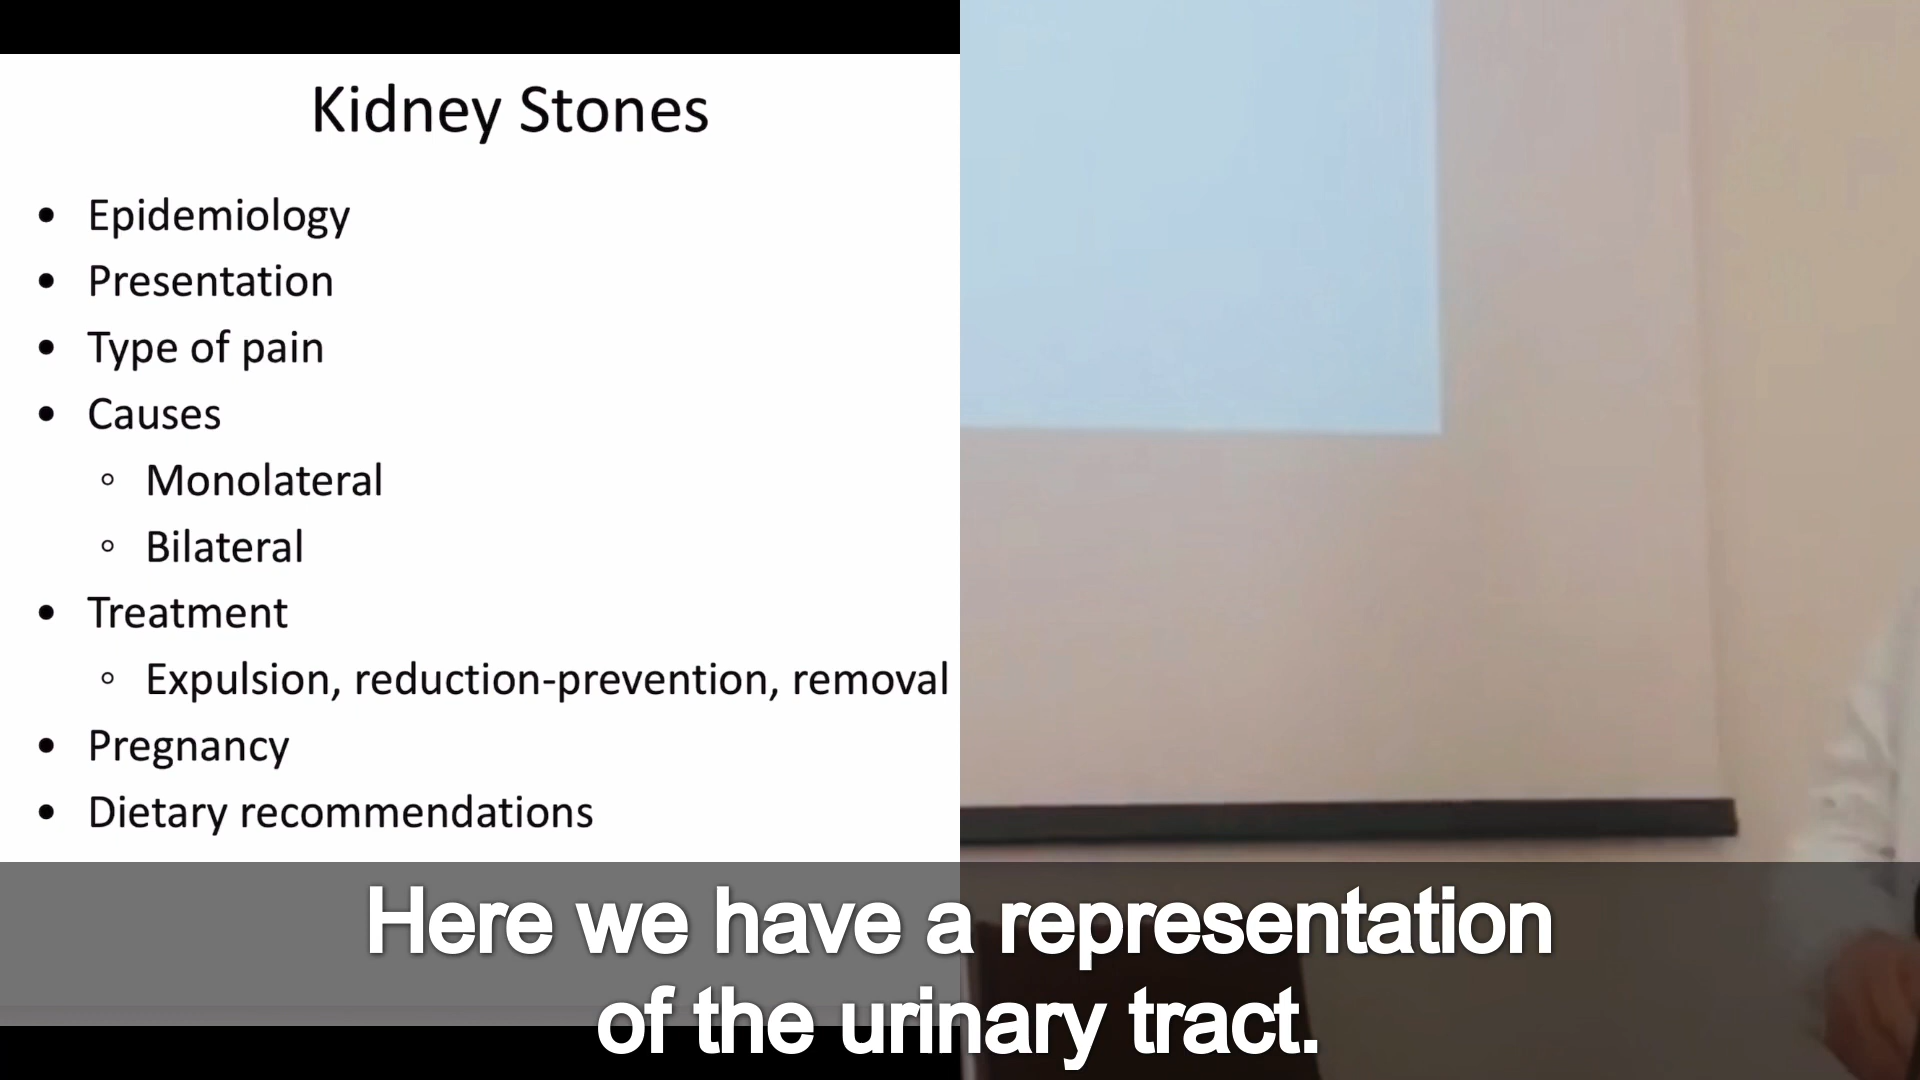 Kidney Stones
• Epidemiology
• Presentation
• Type of pain
• Causes
◦ Monolateral
◦ Bilateral
• Treatment
◦ Expulsion, reduction-prevention, removal
• Pregnancy
• Dietary recommendations
Here we have a representation
of the urinary tract.